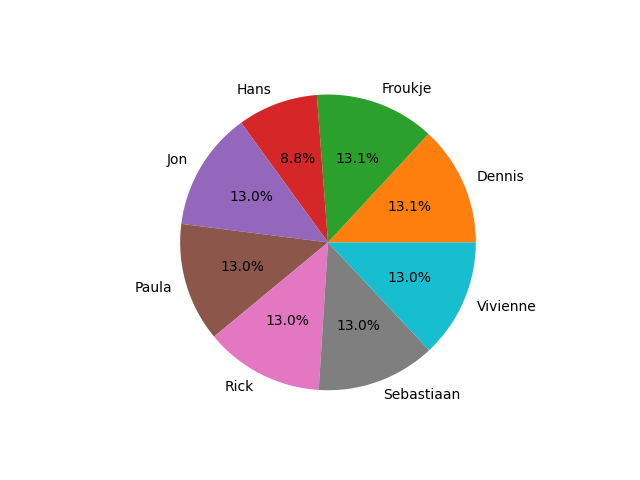 Froukje
Hans
Jon
Dennis
8.8%
13.1%
13.0%
13.1%
Paula
13.0%
13.0%
Vivienne
13.0%
13.0%
Rick
Sebastiaan